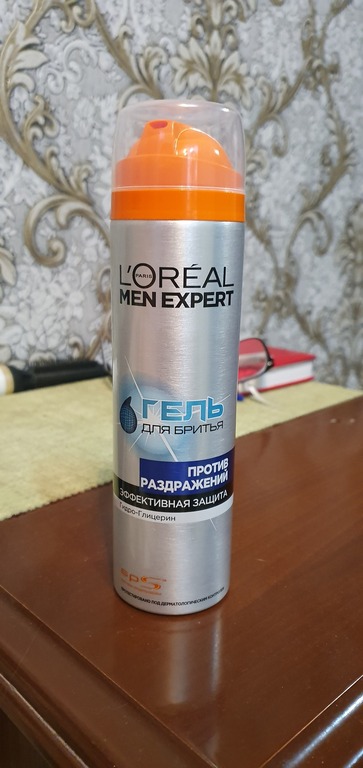 L'ORÉAL
PARIS
MEN EXPERT
ГЕЛЬ
ДЛЯ БРИТЬЯ
ПРОТИВ
РАЗДРАЖЕНИЙ
ЭФФЕКТИВНАЯ ЗАЩИТА
Гидро-Глицерин